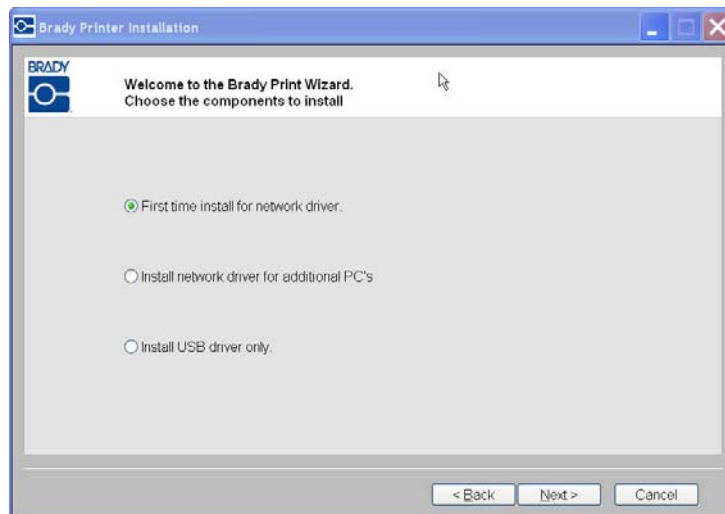 Brady Printer Installation
BRADY
Welcome to the Brady Print Wizard.
Choose the components to install
First time install for network driver.
Install network driver for additional PC's
Install USB driver only.
< Back Next > Cancel